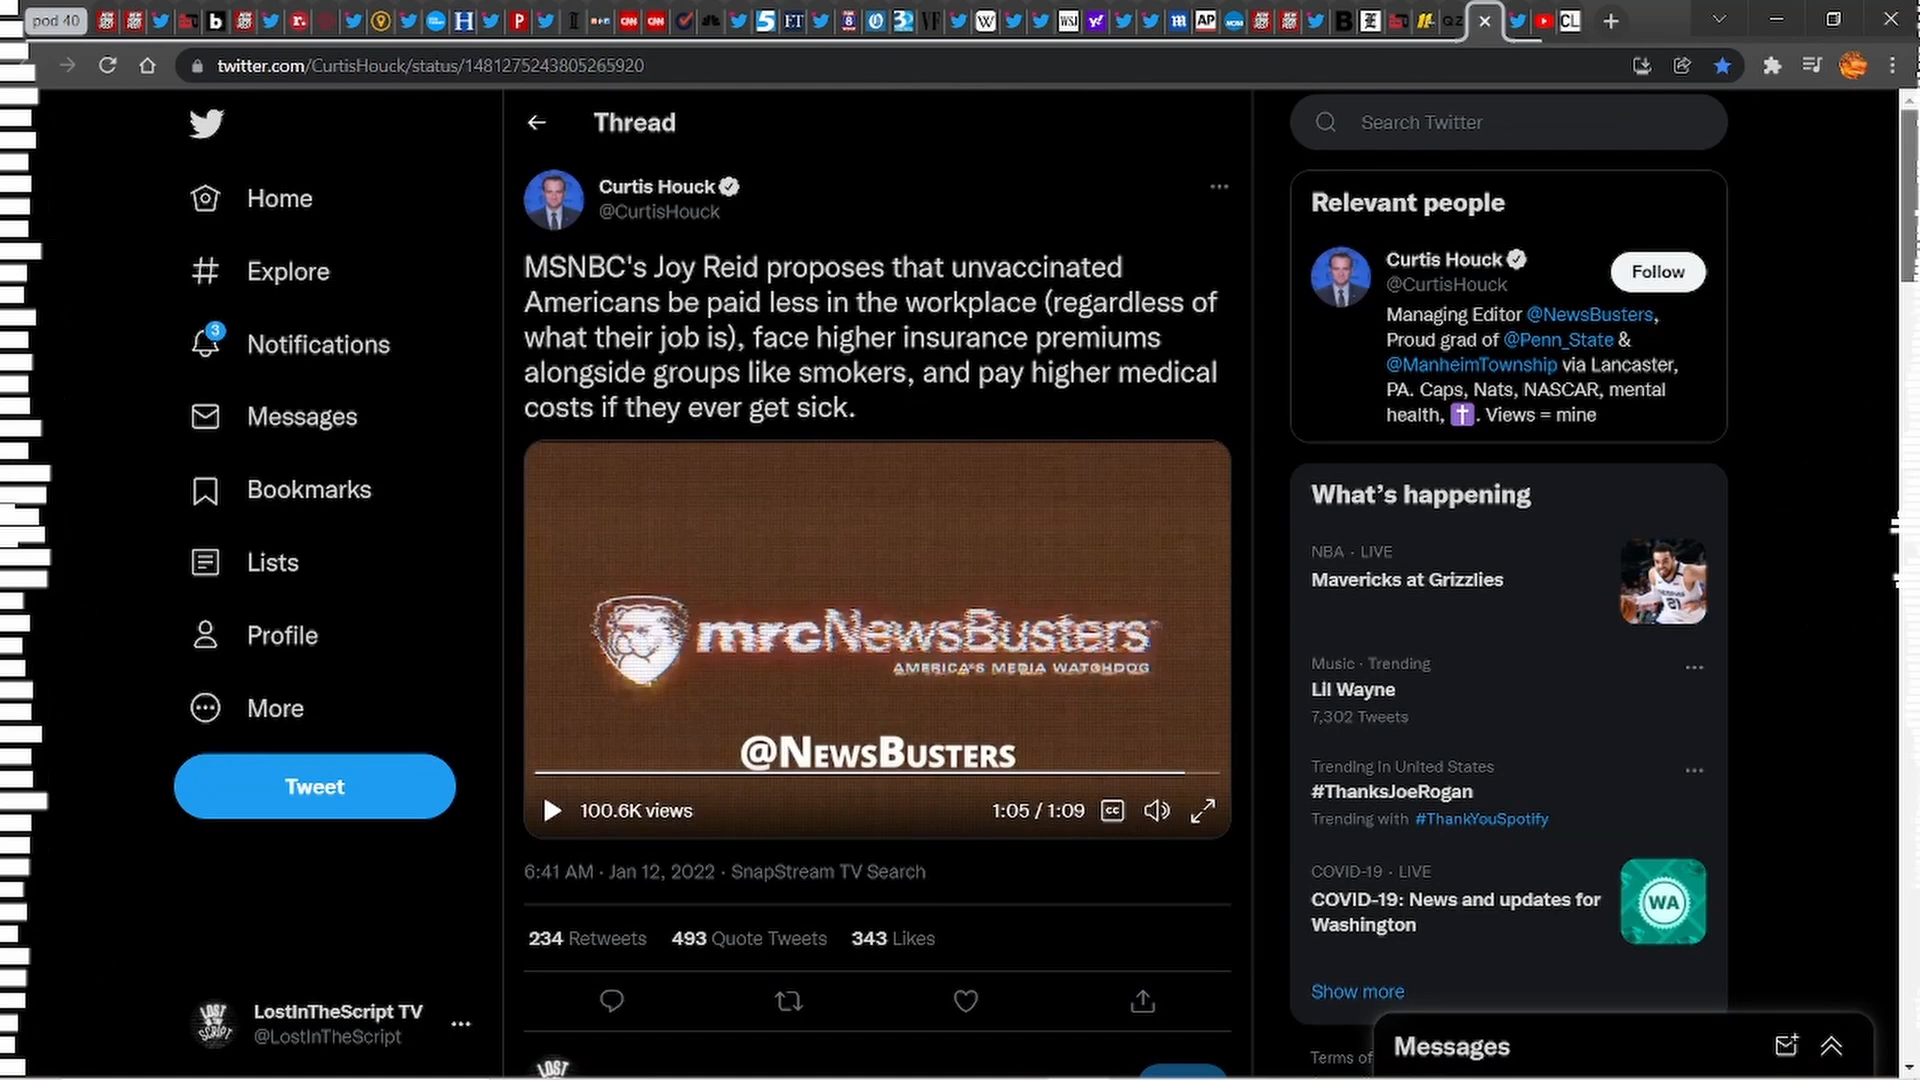 pod 40
twitter.com/CurtisHouck/status/1481275243805265920
Thread
Search Twitter
Home
Explore
3
Notifications
Messages
Bookmarks
Lists
Profile
More
Tweet
LostInTheScript TV
@LostInTheScript
Curtis Houck
@CurtisHouck
MSNBC's Joy Reid proposes that unvaccinated
Americans be paid less in the workplace (regardless of
what their job is), face higher insurance premiums
alongside groups like smokers, and pay higher medical
costs if they ever get sick.
mrcNewsBusters
AMERICA'S MEDIA WATCHDOG
@NEWSBUSTERS
100.6K views
1:05 / 1:09
CC
6:41 AM · Jan 12, 2022 · SnapStream TV Search
234 Retweets 493 Quote Tweets 343 Likes
Relevant people
Curtis Houck
@CurtisHouck
Follow
Managing Editor @NewsBusters,
Proud grad of @Penn_State &
@ManheimTownship via Lancaster,
PA. Caps, Nats, NASCAR, mental
health, ✝️. Views = mine
What's happening
NBA · LIVE
Mavericks at Grizzlies
Music · Trending
Lil Wayne
7,302 Tweets
Trending in United States
#ThanksJoeRogan
Trending with #ThankYouSpotify
COVID-19 · LIVE
COVID-19: News and updates for
Washington
WA
Show more
Terms of
Messages